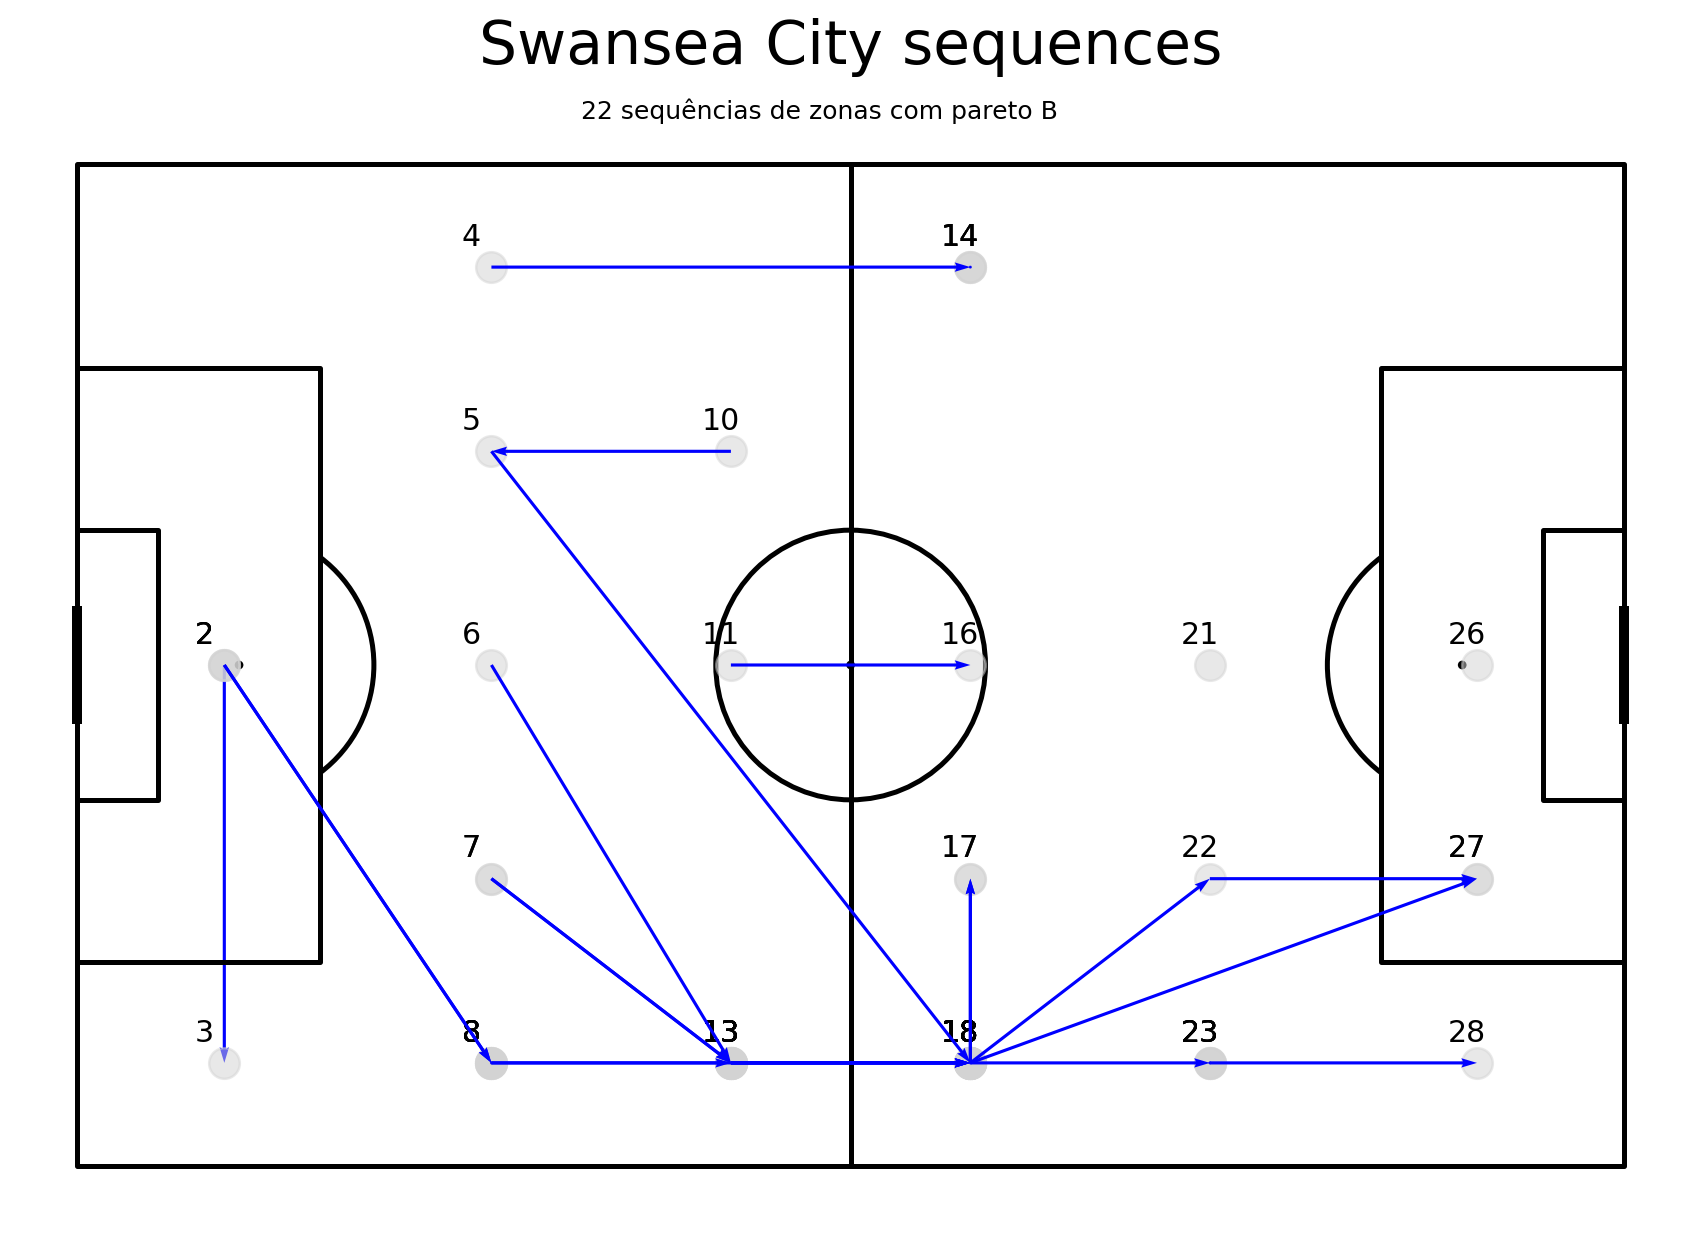 Swansea City sequences
22 sequências de zonas com pareto B
4 14
5 10
2 6 11 16 21 26
7 17 22 27
3 8 13 18 23 28